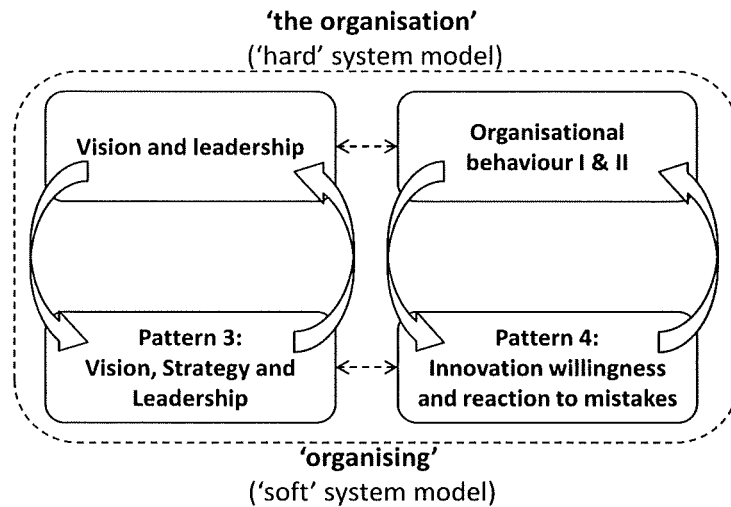 ‘the organisation’
(‘hard’ system model)
Vision and leadership
Organisational
behaviour I & II
Pattern 3:
Vision, Strategy and
Leadership
Pattern 4:
Innovation willingness
and reaction to mistakes
‘organising’
(‘soft’ system model)